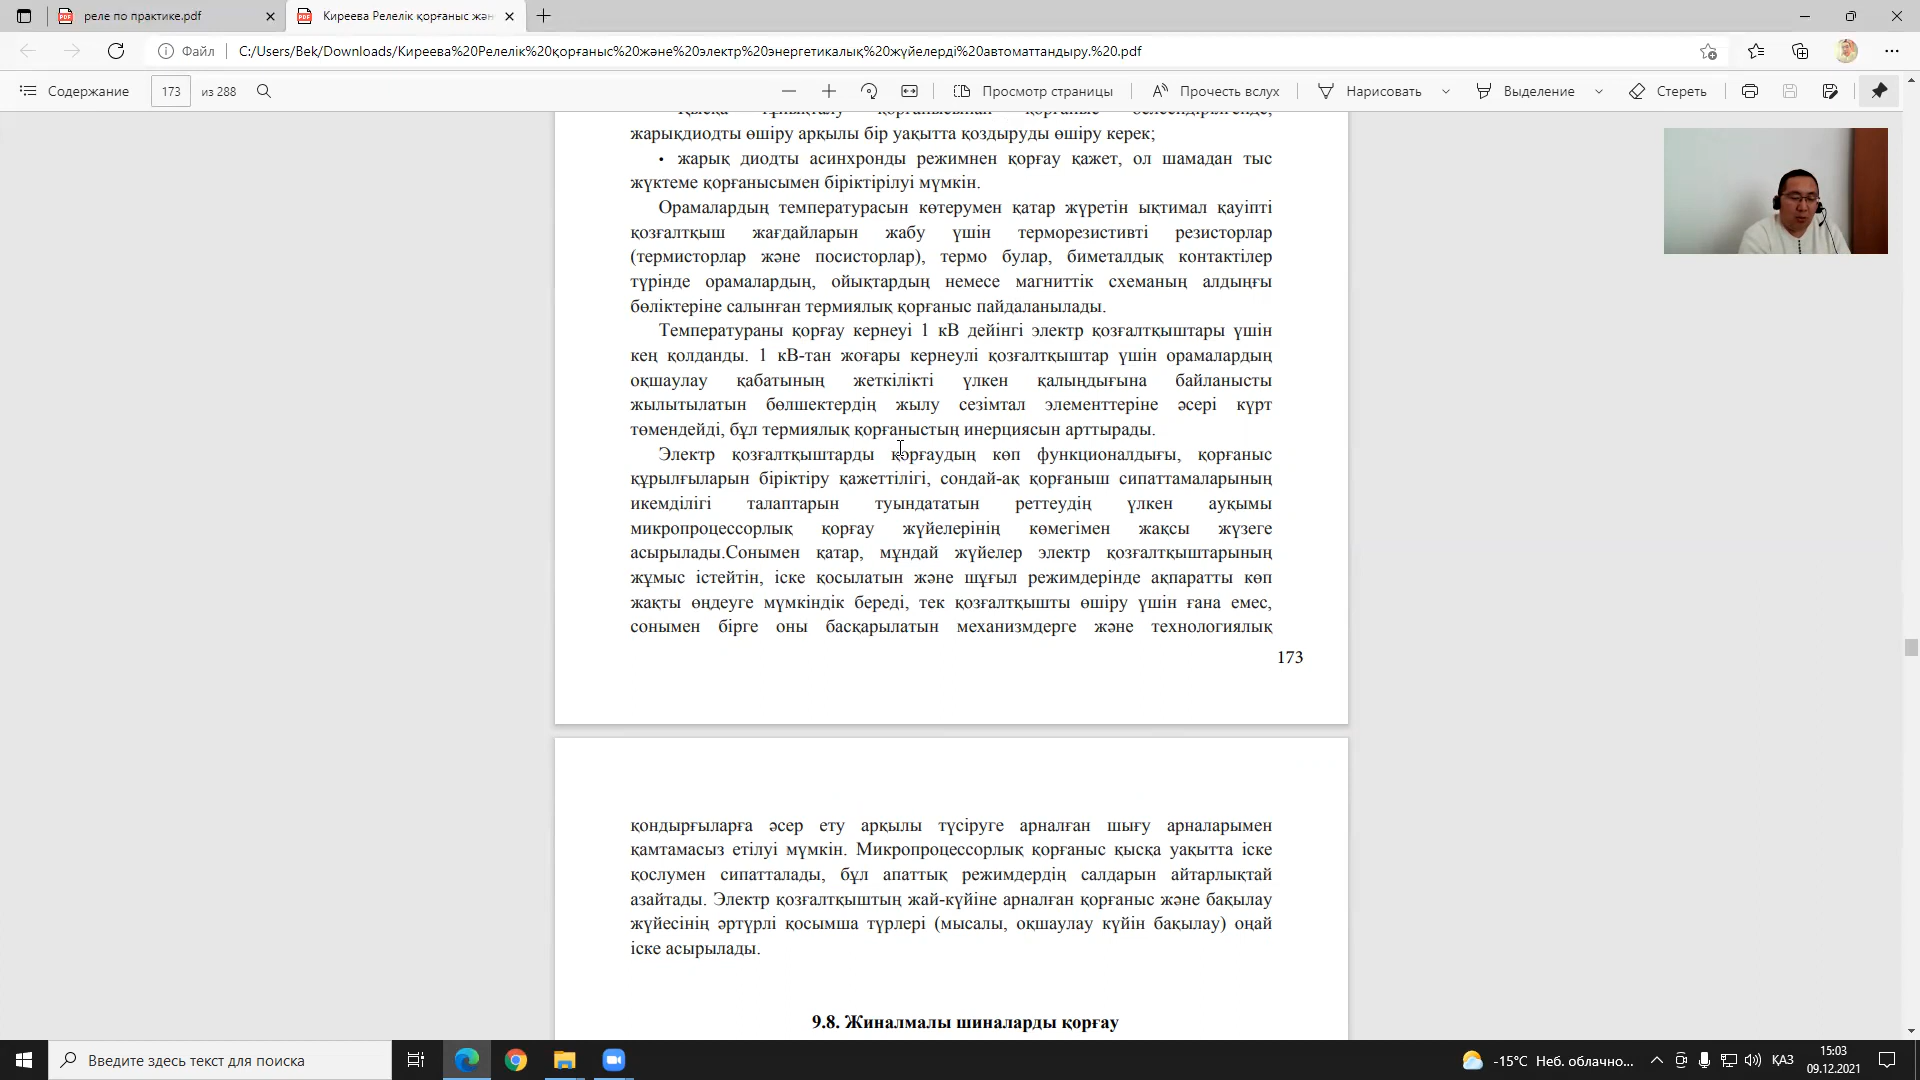 реле по практике.pdf
Киреева Релелік қорғаныс жән
Файл
C:/Users/Bek/Downloads/Киреева%20Релелік%20қорғаныс%20және%20электр%20энергетикалық%20жүйелерді%20автоматтандыру.%20.pdf
Содержание
173
из 288
Просмотр страницы
Прочесть вслух
Нарисовать
Выделение
Стереть
жарықдиодты өшіру арқылы бір уақытта қоздыруды өшіру керек;
• жарық диодты асинхронды режимнен қорғау қажет, ол шамадан тыс
жүктеме қорғанысымен біріктірілуі мүмкін.
Орамалардың температурасын көтерумен қатар жүретін ықтимал қауіпті
қозғалтқыш жағдайларын жабу үшін терморезистивті резисторлар
(термисторлар және посисторлар), термо булар, биметалдық контактілер
түрінде орамалардың, ойықтардың немесе магниттік схеманың алдыңғы
бөліктеріне салынған термиялық қорғаныс пайдаланылады.
Температураны қорғау кернеуі 1 кВ дейінгі электр қозғалтқыштары үшін
кең қолданды. 1 кВ-тан жоғары кернеулі қозғалтқыштар үшін орамалардың
оқшаулау қабатының жеткілікті үлкен қалыңдығына байланысты
жылытылатын бөлшектердің жылу сезімтал элементтеріне әсері күрт
төмендейді, бұл термиялық қорғаныстың инерциясын арттырады.
Электр қозғалтқыштарды қорғаудың көп функционалдығы, қорғаныс
құрылғыларын біріктіру қажеттілігі, сондай-ақ қорғаныш сипаттамаларының
икемділігі талаптарын туындататын реттеудің үлкен ауқымы
микропроцессорлық қорғау жүйелерінің көмегімен жақсы жүзеге
асырылады.Сонымен қатар, мұндай жүйелер электр қозғалтқыштарының
жұмыс істейтін, іске қосылатын және шұғыл режимдерінде ақпаратты көп
жақты өңдеуге мүмкіндік береді, тек қозғалтқышты өшіру үшін ғана емес,
сонымен бірге оны басқарылатын механизмдерге және технологиялық
173
қондырғыларға әсер ету арқылы түсіруге арналған шығу арналарымен
қамтамасыз етілуі мүмкін. Микропроцессорлық қорғаныс қысқа уақытта іске
қослумен сипатталады, бұл апаттық режимдердің салдарын айтарлықтай
азайтады. Электр қозғалтқыштың жай-күйіне арналған қорғаныс және бақылау
жүйесінің әртүрлі қосымша түрлері (мысалы, оқшаулау күйін бақылау) оңай
іске асырылады.
9.8. Жиналмалы шиналарды қорғау
Введите здесь текст для поиска
-15°C Неб. облачно...
ҚАЗ
15:03
09.12.2021